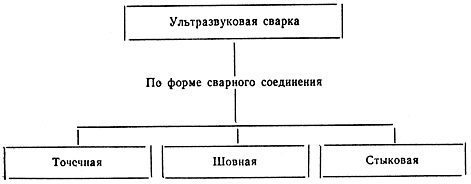 Ультразвуковая сварка
По форме сварного соединения
Точечная
Шовная
Стыковая